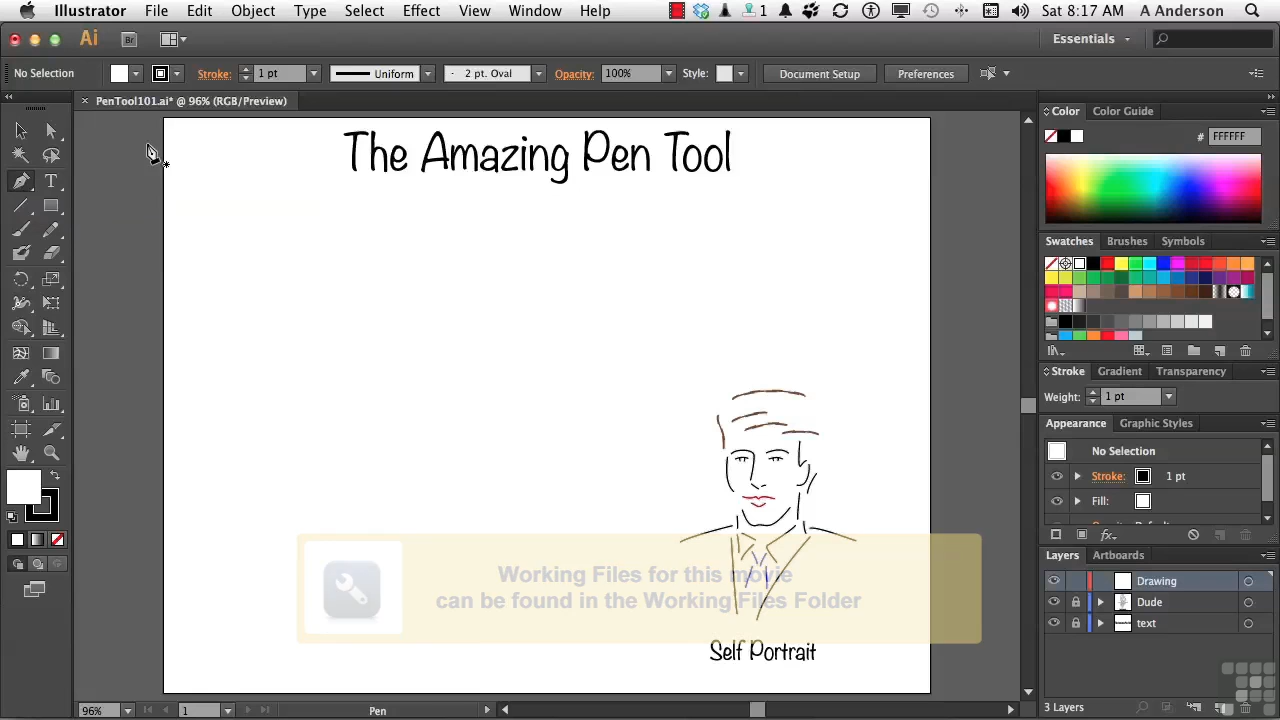 Illustrator File Edit Object Type Select Effect View Window Help 1 Sat 8:17 AM A Anderson
Ai Br Essentials
No Selection Stroke: 1 pt Uniform 2 pt. Oval Opacity: 100% Style: Document Setup Preferences
PenTool101.ai* @ 96% (RGB/Preview)
The Amazing Pen Tool
Working Files for this movie
can be found in the Working Files Folder
Self Portrait
96% 1 Pen
Color Color Guide
# FFFFFF
Swatches Brushes Symbols
Stroke Gradient Transparency
Weight: 1 pt
Appearance Graphic Styles
No Selection
Stroke: 1 pt
Fill:
Layers Artboards
Drawing
Dude
text
3 Layers